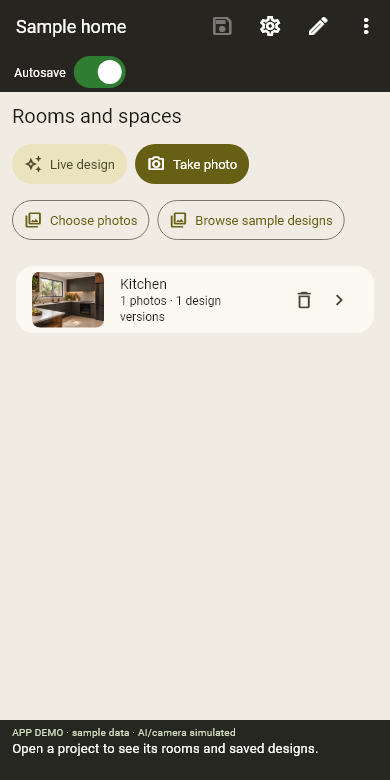 Sample home
Autosave
Rooms and spaces
Live design
Take photo
Choose photos
Browse sample designs
Kitchen
1 photos · 1 design
versions
APP DEMO · sample data · AI/camera simulated
Open a project to see its rooms and saved designs.